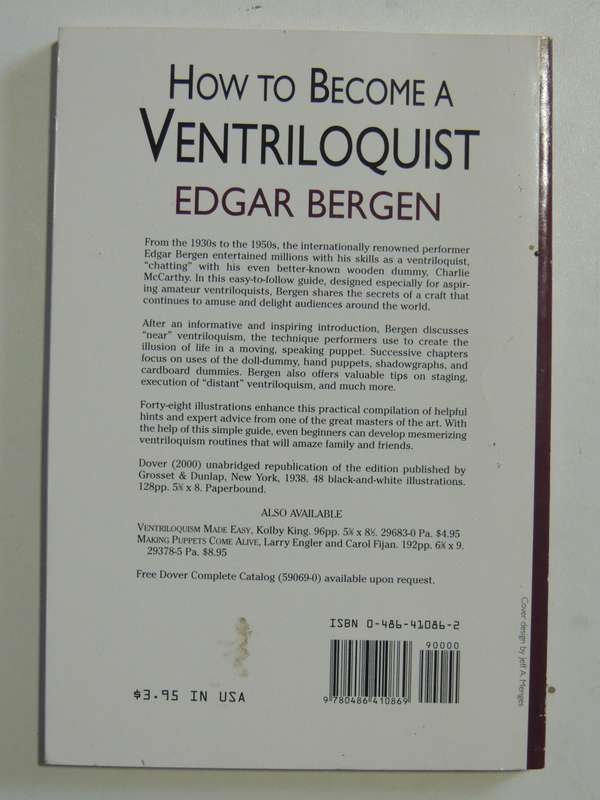 HOW TO BECOME A
VENTRILOQUIST
EDGAR BERGEN
From the 1930s to the 1950s, the internationally renowned performer
Edgar Bergen entertained millions with his skills as a ventriloquist,
"chatting" with his even better-known wooden dummy, Charlie
McCarthy. In this easy-to-follow guide, designed especially for aspir-
ing amateur ventriloquists, Bergen shares the secrets of a craft that
continues to amuse and delight audiences around the world.
After an informative and inspiring introduction, Bergen discusses
"near" ventriloquism, the technique performers use to create the
illusion of life in a moving, speaking puppet. Successive chapters
focus on uses of the doll-dummy, hand puppets, shadowgraphs, and
cardboard dummies. Bergen also offers valuable tips on staging,
execution of "distant" ventriloquism, and much more.
Forty-eight illustrations enhance this practical compilation of helpful
hints and expert advice from one of the great masters of the art. With
the help of this simple guide, even beginners can develop mesmerizing
ventriloquism routines that will amaze family and friends.
Dover (2000) unabridged republication of the edition published by
Grosset & Dunlap, New York, 1938. 48 black-and-white illustrations.
128pp. 5⅜ x 8. Paperbound.
ALSO AVAILABLE
VENTRILOQUISM MADE EASY, Kolby King. 96pp. 5⅜ x 8½. 29683-0 Pa. $4.95
MAKING PUPPETS COME ALIVE, Larry Engler and Carol Fijan. 192pp. 6⅛ x 9.
29378-5 Pa. $8.95
Free Dover Complete Catalog (59069-0) available upon request.
ISBN 0-486-41086-2
90000
9 780486 410869
$3.95 IN USA
Cover design by Jeff A. Menges